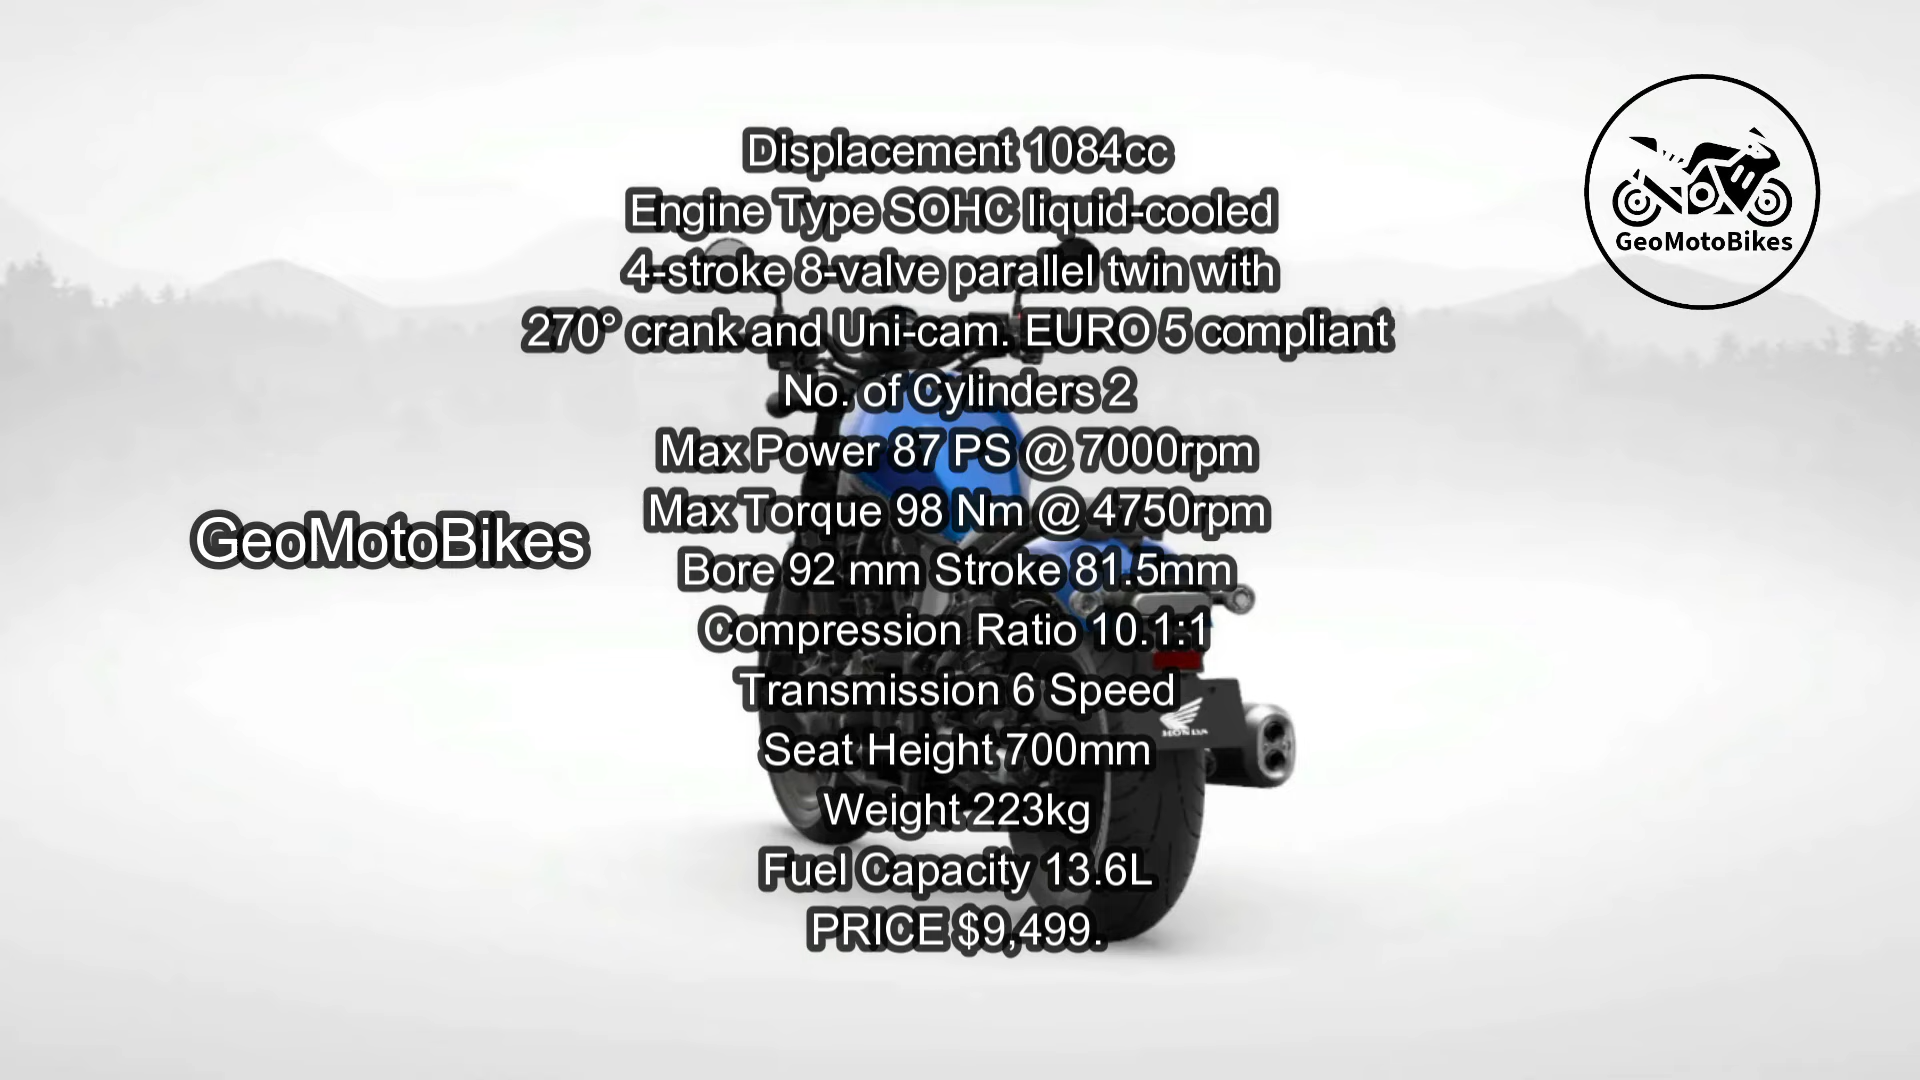 Displacement 1084cc
Engine Type SOHC liquid-cooled
4-stroke 8-valve parallel twin with
270° crank and Uni-cam. EURO 5 compliant
No. of Cylinders 2
Max Power 87 PS @ 7000rpm
Max Torque 98 Nm @ 4750rpm
Bore 92 mm Stroke 81.5mm
Compression Ratio 10.1:1
Transmission 6 Speed
Seat Height 700mm
Weight 223kg
Fuel Capacity 13.6L
PRICE $9,499.
GeoMotoBikes
GeoMotoBikes
HONDA